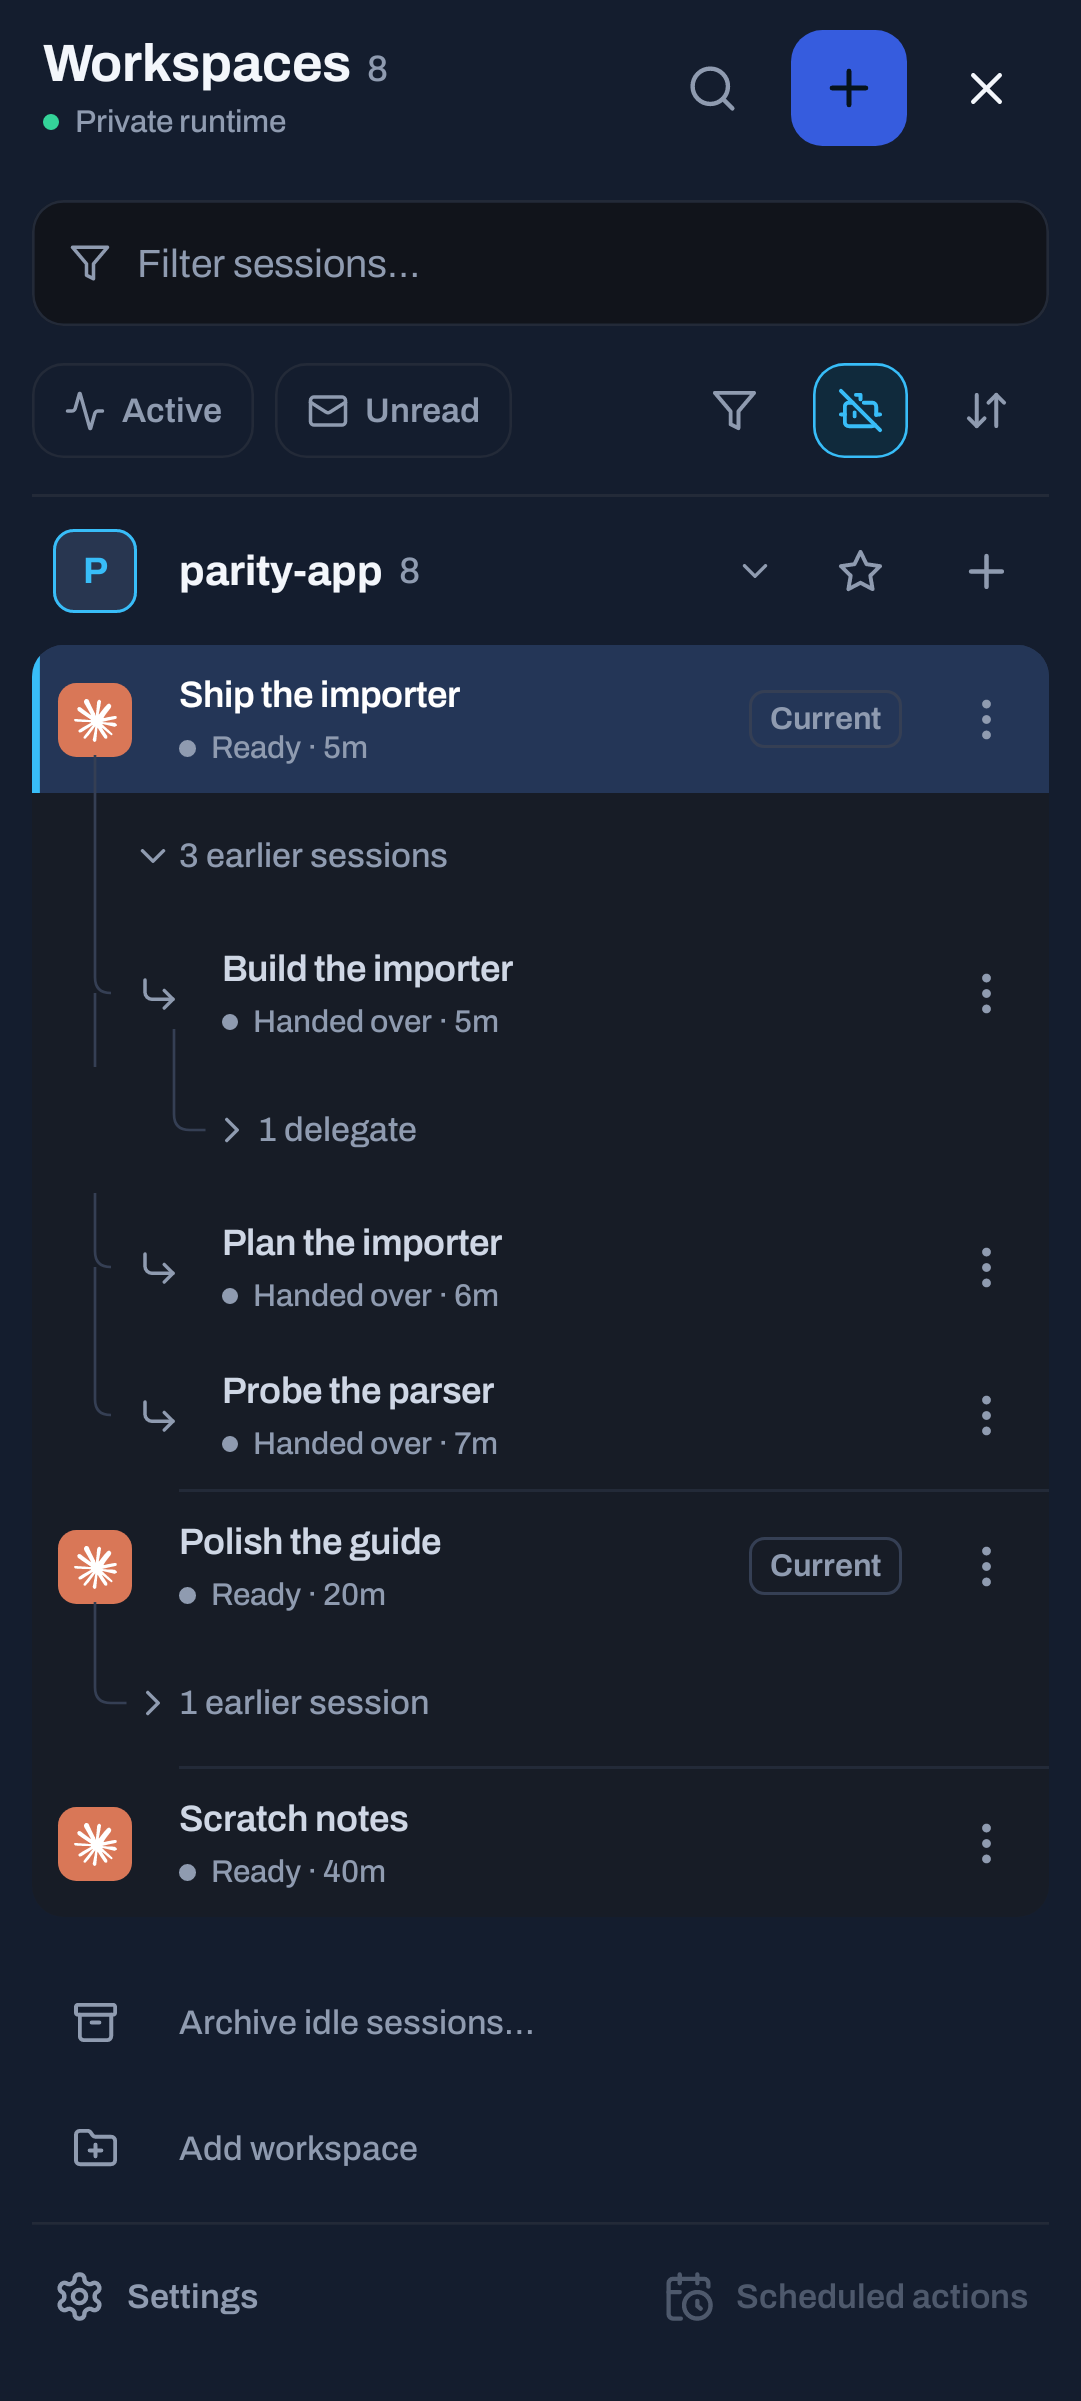 Workspaces 8
Private runtime
Filter sessions...
Active
Unread
P
parity-app 8
Ship the importer
Ready · 5m
Current
3 earlier sessions
Build the importer
Handed over · 5m
1 delegate
Plan the importer
Handed over · 6m
Probe the parser
Handed over · 7m
Polish the guide
Ready · 20m
Current
1 earlier session
Scratch notes
Ready · 40m
Archive idle sessions...
Add workspace
Settings
Scheduled actions